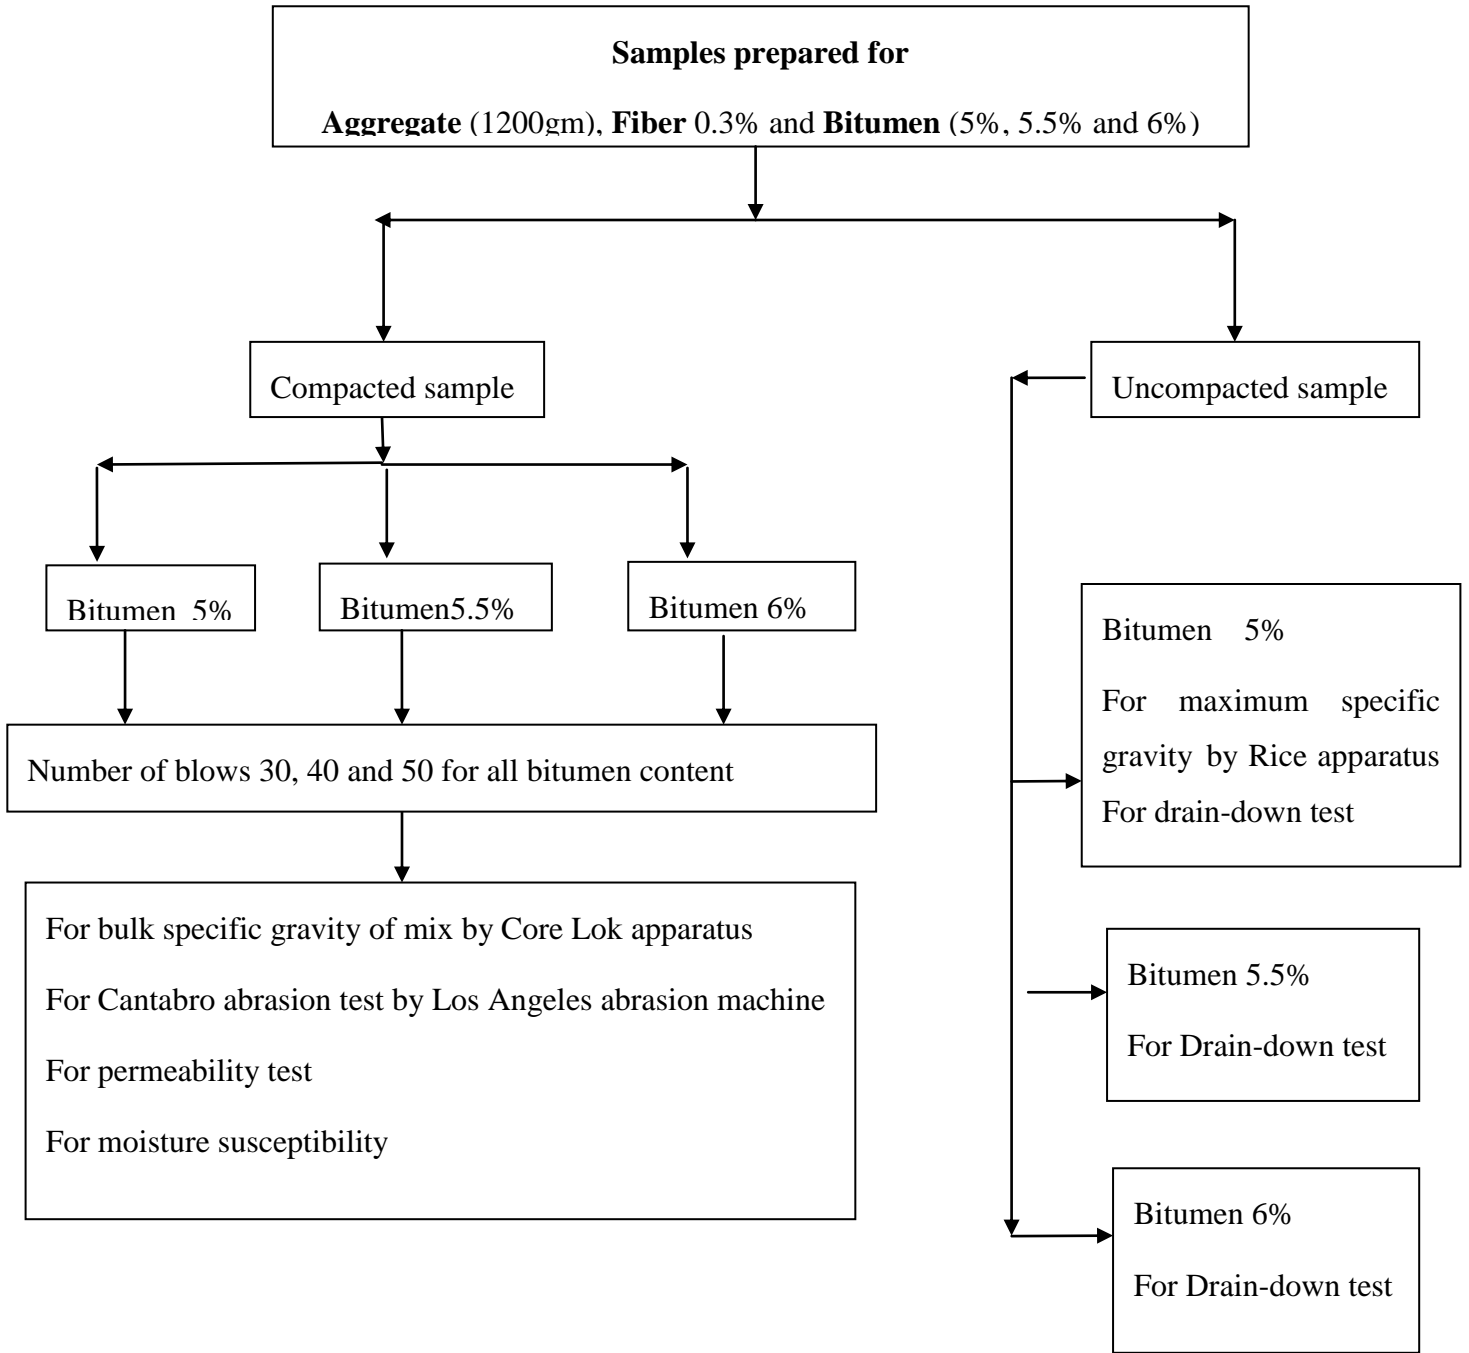 Samples prepared for
Aggregate (1200gm), Fiber 0.3% and Bitumen (5%, 5.5% and 6%)
Compacted sample
Uncompacted sample
Bitumen 5%
Bitumen5.5%
Bitumen 6%
Number of blows 30, 40 and 50 for all bitumen content
For bulk specific gravity of mix by Core Lok apparatus
For Cantabro abrasion test by Los Angeles abrasion machine
For permeability test
For moisture susceptibility
Bitumen 5%
For maximum specific
gravity by Rice apparatus
For drain-down test
Bitumen 5.5%
For Drain-down test
Bitumen 6%
For Drain-down test